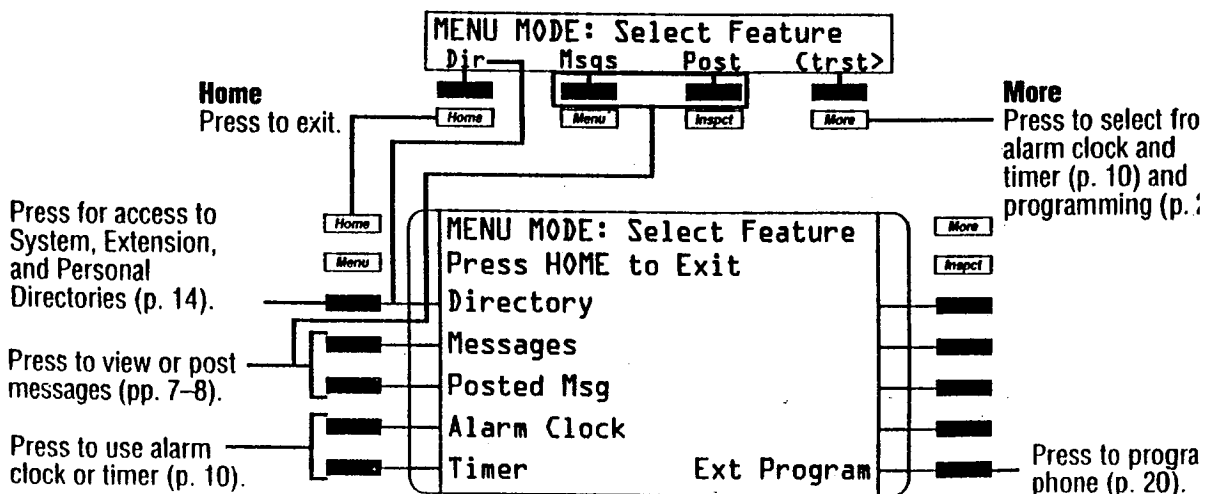 MENU MODE: Select Feature
Dir Msgs Post Ctrst>
Home
Press to exit.
Home Menu Inspct More
More
Press to select fro
alarm clock and
timer (p. 10) and
programming (p.
Press for access to
System, Extension,
and Personal
Directories (p. 14).
Home
Menu
MENU MODE: Select Feature
Press HOME to Exit
Directory
Messages
Posted Msg
Alarm Clock
Timer Ext Program
More
Inspct
Press to view or post
messages (pp. 7–8).
Press to use alarm
clock or timer (p. 10).
Press to progra
phone (p. 20).